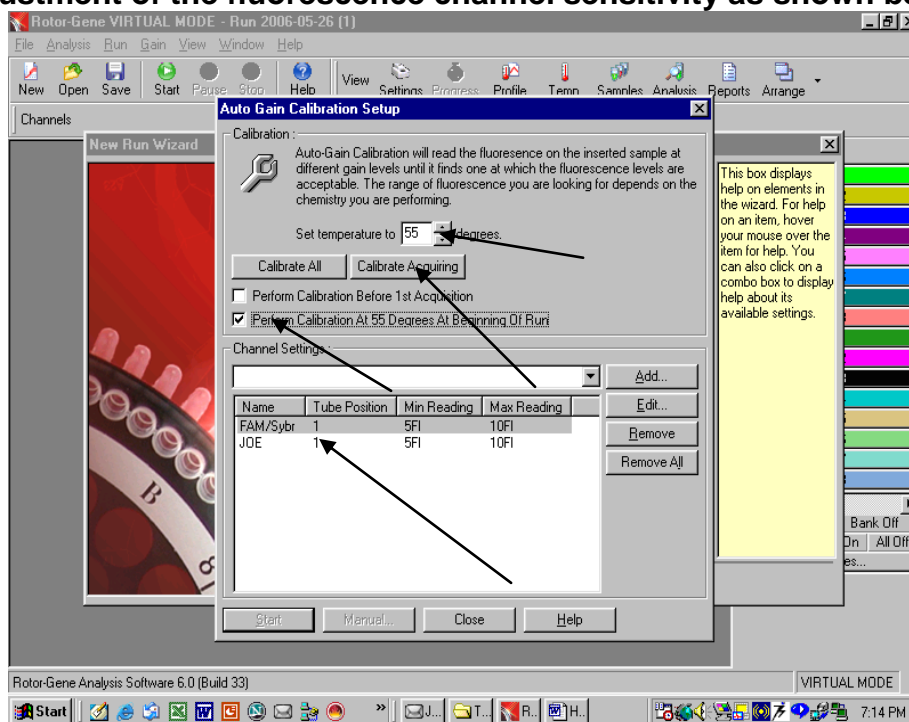 ustment of the fluorescence channel sensitivity as shown be
Rotor-Gene VIRTUAL MODE - Run 2006-05-26 (1)
File Analysis Run Gain View Window Help
New Open Save Start Pause Stop Help View Settings Progress Profile Temp Samples Analysis Reports Arrange
Channels
New Run Wizard
Auto Gain Calibration Setup
Calibration :
Auto-Gain Calibration will read the fluoresence on the inserted sample at
different gain levels until it finds one at which the fluorescence levels are
acceptable. The range of fluorescence you are looking for depends on the
chemistry you are performing.
Set temperature to 55 degrees.
Calibrate All Calibrate Acquiring
Perform Calibration Before 1st Acquisition
Perform Calibration At 55 Degrees At Beginning Of Run
Channel Settings :
Add...
Name Tube Position Min Reading Max Reading
Edit...
FAM/Sybr 1 5Fl 10Fl
JOE 1 5Fl 10Fl
Remove
Remove All
Start Manual... Close Help
This box displays
help on elements in
the wizard. For help
on an item, hover
your mouse over the
item for help. You
can also click on a
combo box to display
help about its
available settings.
Bank Off
On All Off
es...
Rotor-Gene Analysis Software 6.0 (Build 33)
VIRTUAL MODE
Start » J... T... R.. H.. 7:14 PM